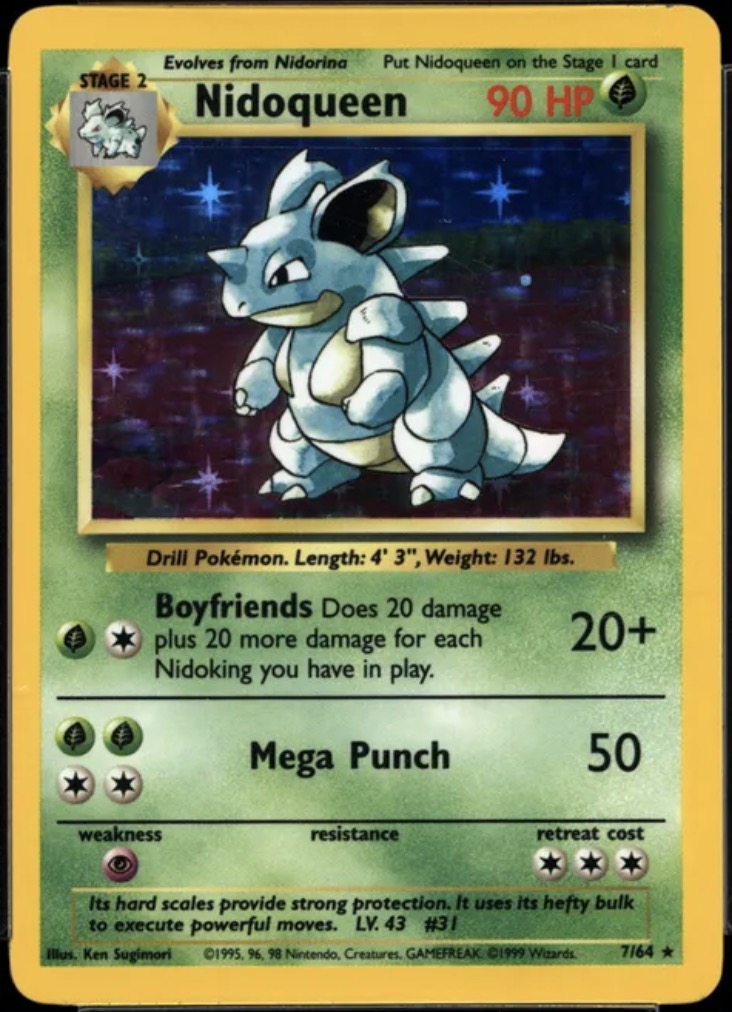 Evolves from Nidorina Put Nidoqueen on the Stage 1 card
STAGE 2
Nidoqueen 90 HP
Drill Pokémon. Length: 4' 3", Weight: 132 lbs.
Boyfriends Does 20 damage
plus 20 more damage for each
Nidoking you have in play.
20+
Mega Punch 50
weakness resistance retreat cost
Its hard scales provide strong protection. It uses its hefty bulk
to execute powerful moves. LV. 43 #31
Illus. Ken Sugimori ©1995, 96, 98 Nintendo, Creatures, GAMEFREAK. ©1999 Wizards. 7/64 ★